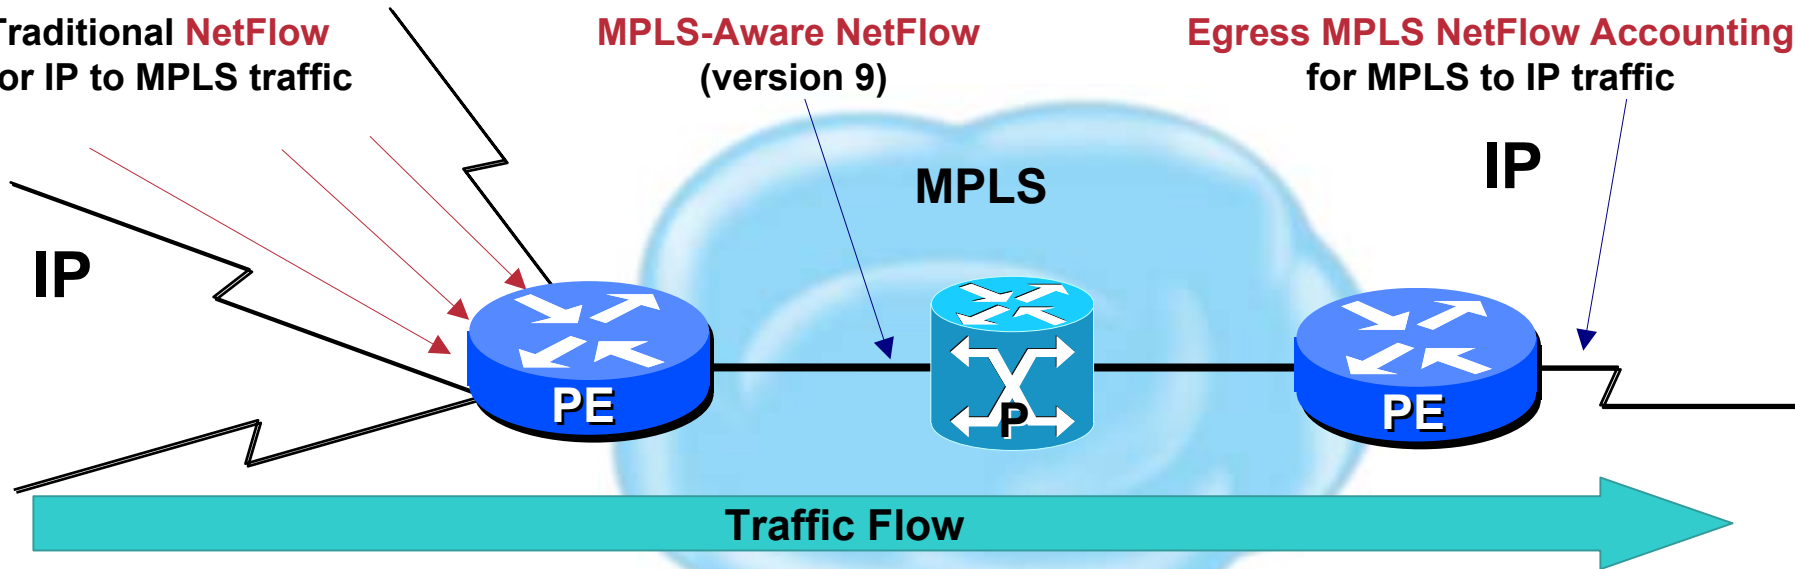 Traditional NetFlow
or IP to MPLS traffic
MPLS-Aware NetFlow
(version 9)
Egress MPLS NetFlow Accounting
for MPLS to IP traffic
IP
MPLS
IP
PE
P
PE
Traffic Flow